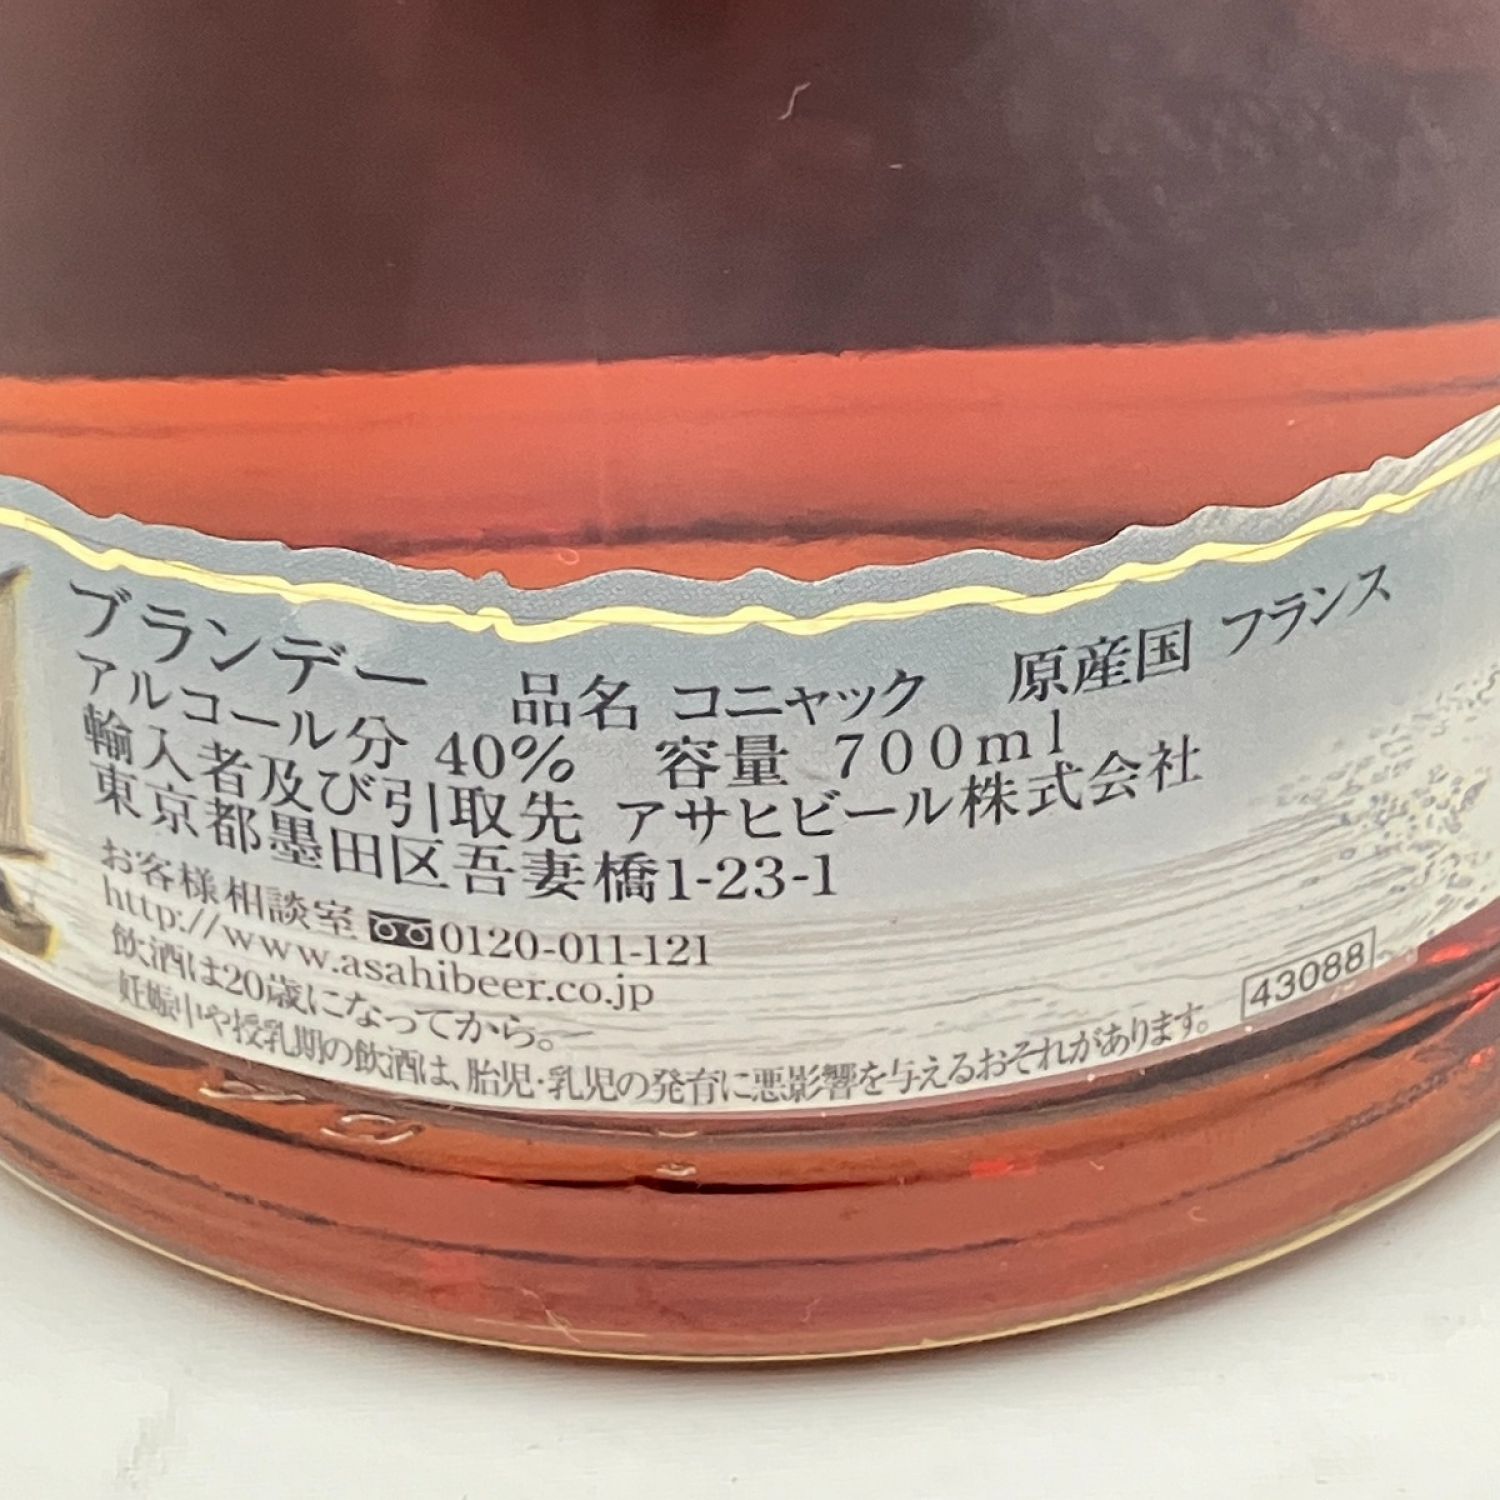 ブランデー　品名 コニャック　原産国 フランス
アルコール分 40%　容量 700ml
輸入者及び引取先 アサヒビール株式会社
東京都墨田区吾妻橋1-23-1
お客様相談室 0120-011-121
http://www.asahibeer.co.jp
飲酒は20歳になってから。
妊娠中や授乳期の飲酒は、胎児・乳児の発育に悪影響を与えるおそれがあります。
43088